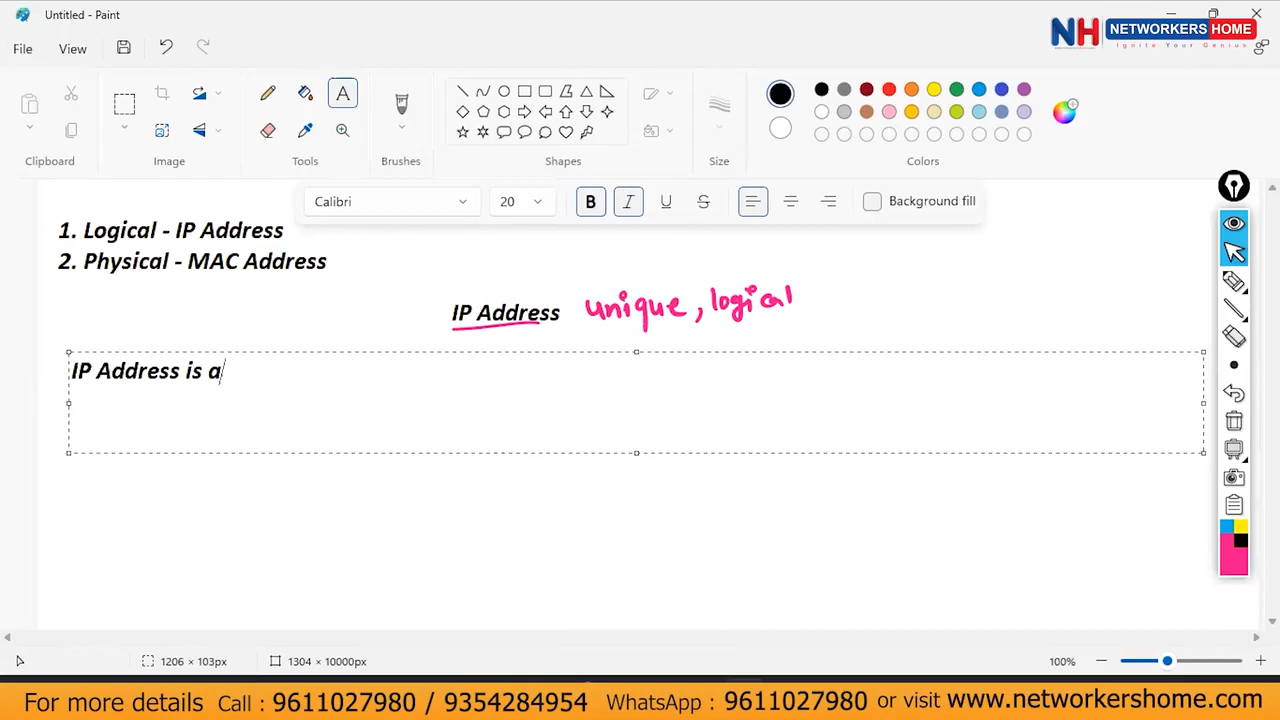 Untitled - Paint
File
View
NH NETWORKERS HOME
Ignite Your Genius
Clipboard
Image
Tools
Brushes
Shapes
Size
Colors
Calibri
20
B
I
U
S
Background fill
1. Logical - IP Address
2. Physical - MAC Address
IP Address unique, logical
IP Address is a
1206 × 103px
1304 × 10000px
100%
For more details Call : 9611027980 / 9354284954 WhatsApp : 9611027980 or visit www.networkershome.com